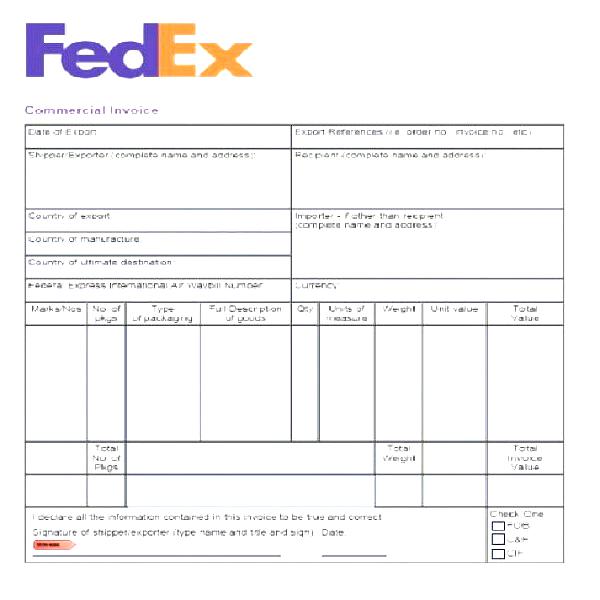 FedEx
Commercial Invoice
Date of Export
Export References (i.e. order no., invoice no., etc)
Shipper/Exporter (complete name and address):
Recipient (complete name and address)
Country of export
Importer - if other than recipient
(complete name and address)
Country of manufacture
Country of ultimate destination
Federal Express International Air Waybill Number
Currency:
Marks/Nos
No. of
pkgs
Type
of packaging
Full Description
of goods
Qty
Units of
measure
Weight
Unit value
Total
Value
Total
No. of
Pkgs
Total
Weight
Total
Invoice
Value
I declare all the information contained in this invoice to be true and correct
Signature of shipper/exporter (type name and title and sign)  Date:
Check One
FOB
C&F
CIF